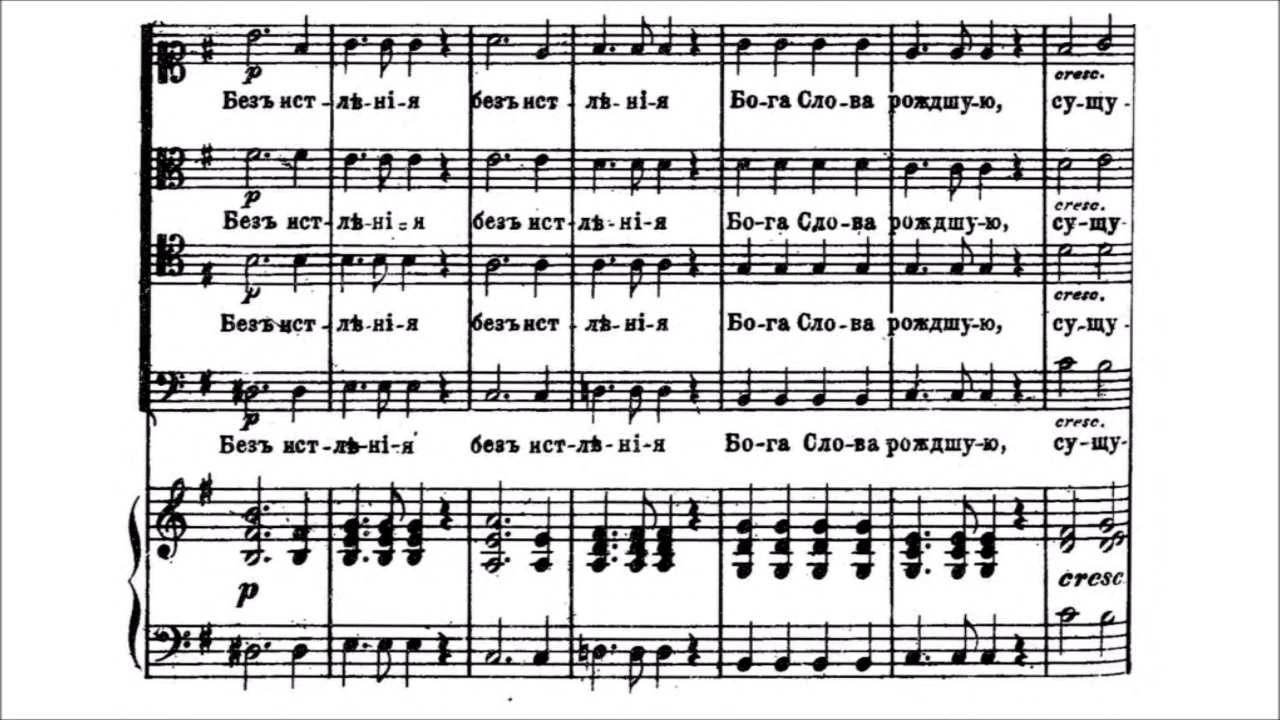 p cresc.
Безъ ист - лѣ-ні-я безъ ист - лѣ- ні-я Бо-га Сло-ва рождшу-ю, су-щу -
p cresc.
Безъ ист-лѣ-ні-я безъ ист-лѣ-ні-я Бо-га Сло-ва рождшу-ю, су-щу-
p cresc.
Безъ ист - лѣ-ні-я безъ ист - лѣ- ні-я Бо-га Сло-ва рождшу-ю, су-щу -
p cresc.
Безъ ист-лѣ-ні-я безъ ист-лѣ-ні-я Бо-га Сло-ва рождшу-ю, су-щу-
p cresc.